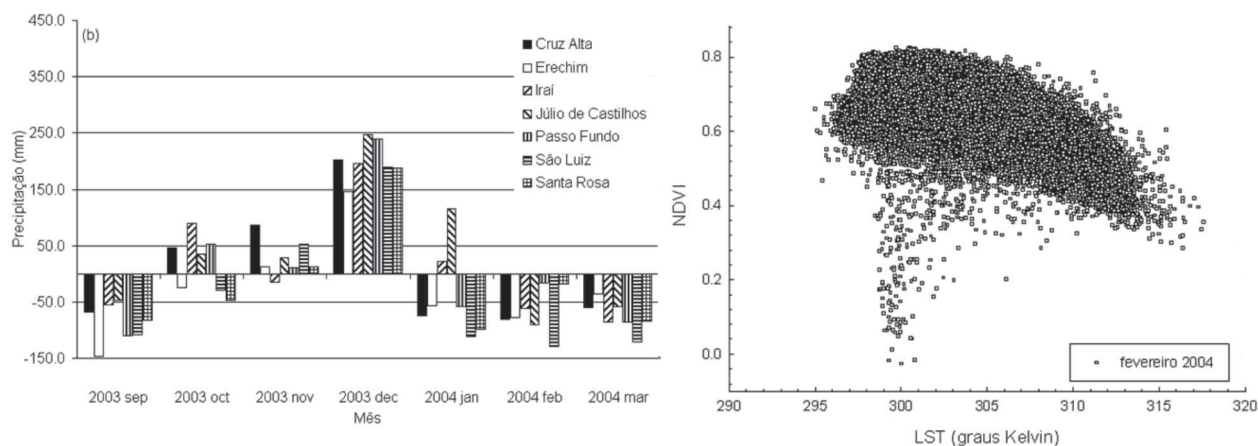 (b)
450.0
350.0
250.0
150.0
50.0
-50.0
-150.0
Precipitação (mm)
Cruz Alta
Erechim
Iraí
Júlio de Castilhos
Passo Fundo
São Luiz
Santa Rosa
2003 sep 2003 oct 2003 nov 2003 dec 2004 jan 2004 feb 2004 mar
Mês
0.8
0.6
0.4
0.2
0.0
NDVI
fevereiro 2004
290 295 300 305 310 315 320
LST (graus Kelvin)